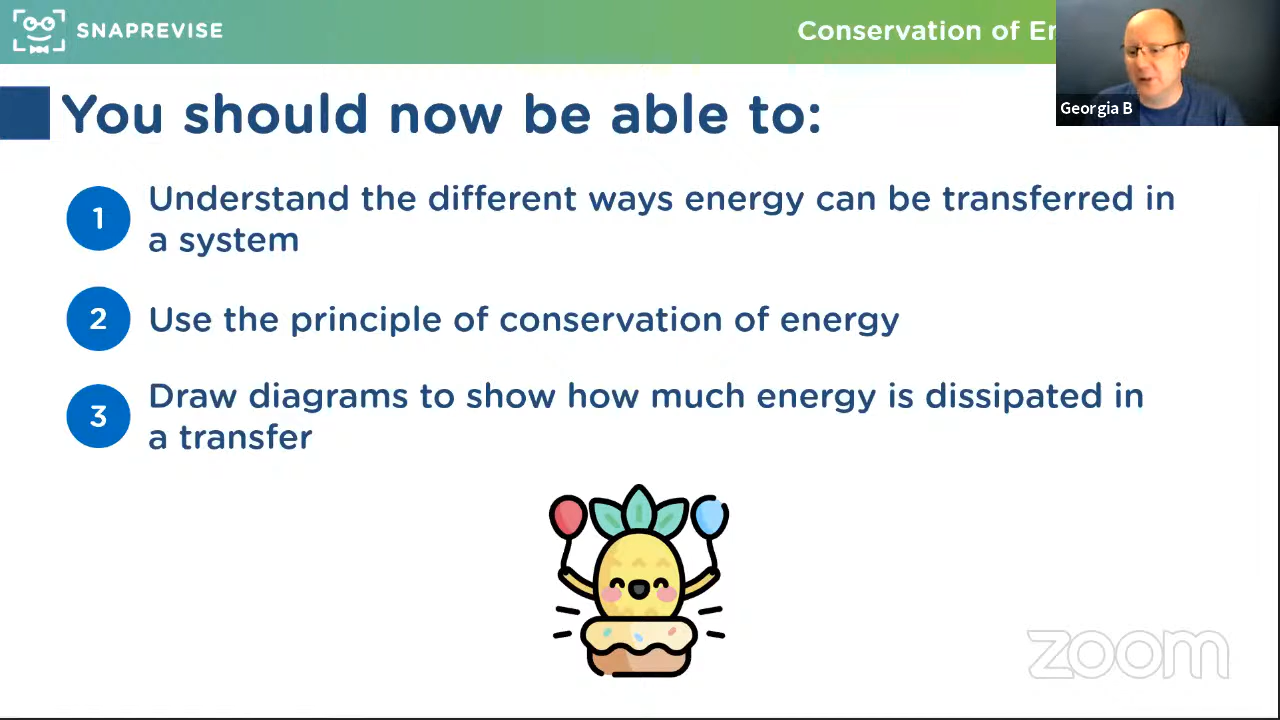 SNAPREVISE
Conservation of
Georgia B
You should now be able to:
1
Understand the different ways energy can be transferred in
a system
2
Use the principle of conservation of energy
3
Draw diagrams to show how much energy is dissipated in
a transfer
zoom